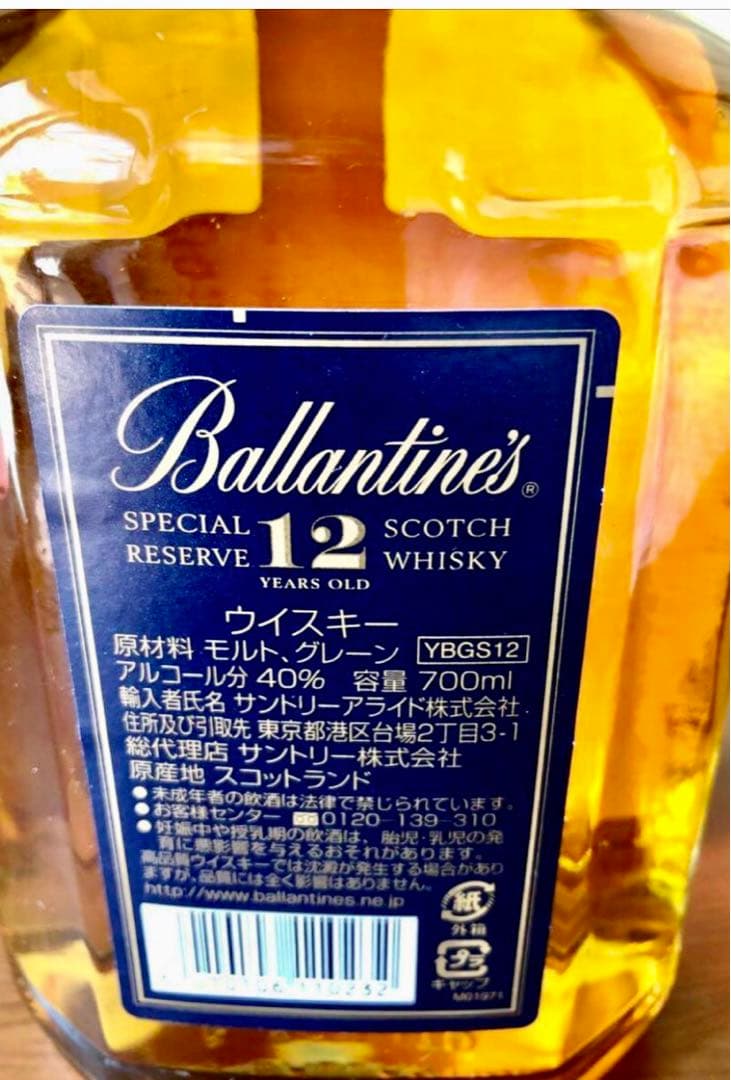 Ballantine's®
SPECIAL RESERVE 12 YEARS OLD SCOTCH WHISKY
ウイスキー
原材料 モルト、グレーン YBGS12
アルコール分 40% 容量 700ml
輸入者氏名 サントリーアライド株式会社
住所及び引取先 東京都港区台場2丁目3-1
総代理店 サントリー株式会社
原産地 スコットランド
●未成年者の飲酒は法律で禁じられています。
●お客様センター 0120-139-310
●妊娠中や授乳期の飲酒は、胎児・乳児の発
育に悪影響を与えるおそれがあります。
高品質ウイスキーでは沈澱が発生する場合があり
ますが、品質には全く影響はありません。
http://www.ballantines.ne.jp
紙
外箱
プラ
キャップ
M01971
110232